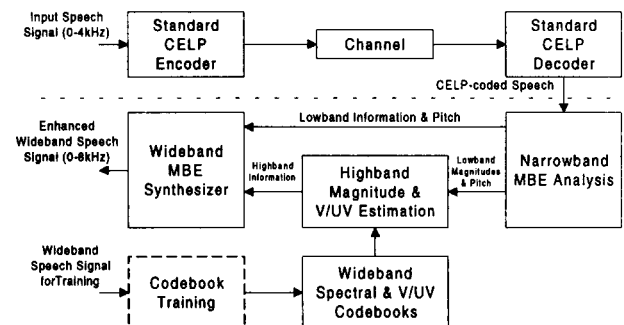 Input Speech
Signal (0-4kHz)
Standard
CELP
Encoder
Channel
Standard
CELP
Decoder
CELP-coded Speech
Enhanced
Wideband Speech
Signal (0-8kHz)
Wideband
MBE
Synthesizer
Lowband Information & Pitch
Highband
Information
Highband
Magnitude &
V/UV Estimation
Lowband
Magnitudes
& Pitch
Narrowband
MBE Analysis
Wideband
Speech Signal
forTraining
Codebook
Training
Wideband
Spectral & V/UV
Codebooks